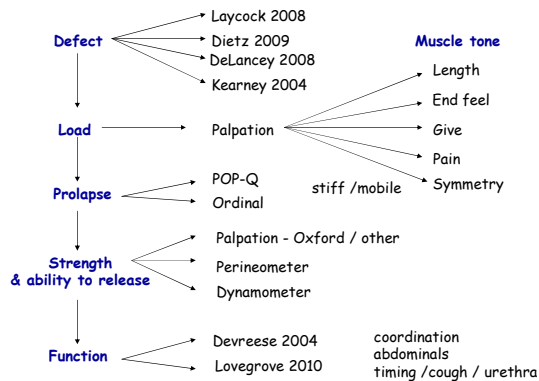 Laycock 2008
Defect
Dietz 2009
Muscle tone
DeLancey 2008
Kearney 2004
Length
End feel
Load
Palpation
Give
Pain
Symmetry
POP-Q
stiff /mobile
Prolapse
Ordinal
Palpation - Oxford / other
Strength
& ability to release
Perineometer
Dynamometer
Devreese 2004
coordination
Function
abdominals
Lovegrove 2010
timing /cough / urethra